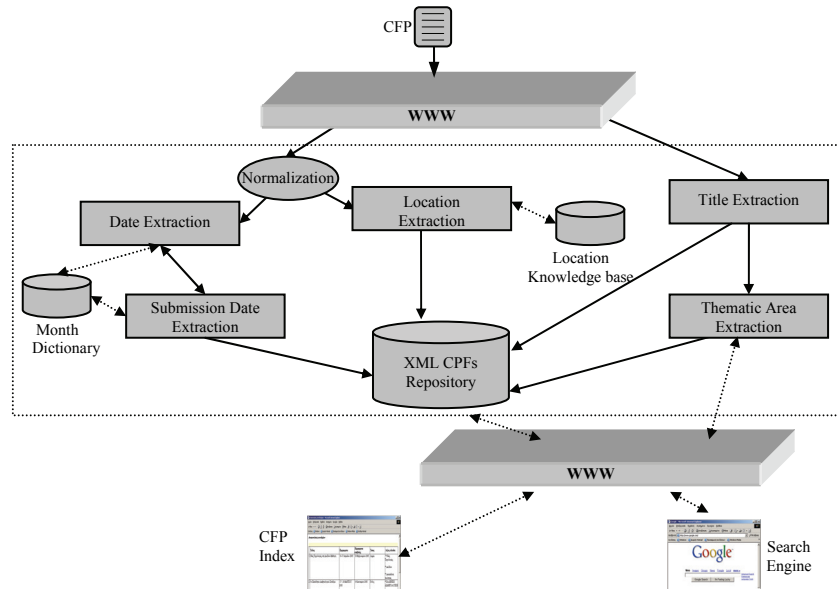 CFP
WWW
Normalization
Location
Extraction
Title Extraction
Date Extraction
Location
Knowledge base
Month
Dictionary
Submission Date
Extraction
Thematic Area
Extraction
XML CPFs
Repository
WWW
CFP
Index
Google
Search
Engine